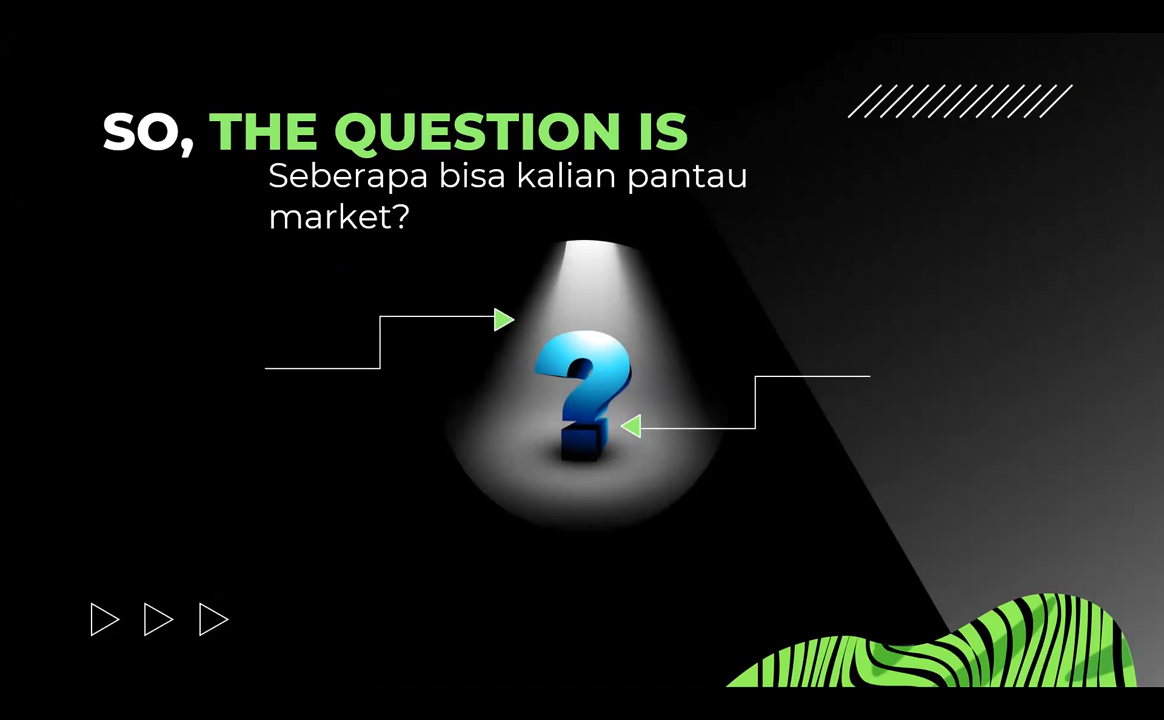 SO, THE QUESTION IS
Seberapa bisa kalian pantau
market?